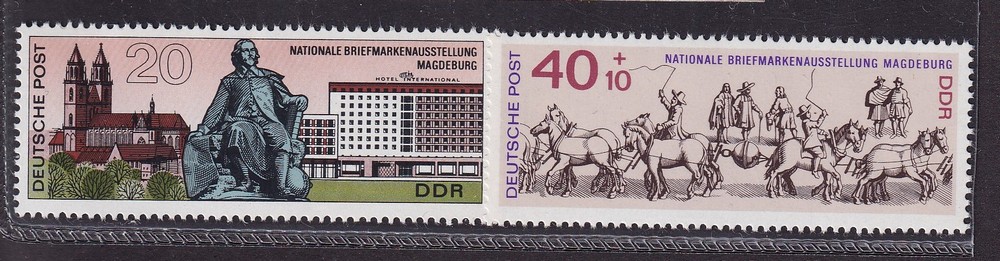 DEUTSCHE POST
20
NATIONALE BRIEFMARKENAUSSTELLUNG
MAGDEBURG
HOTEL INTERNATIONAL
DDR
DEUTSCHE POST
40+10
NATIONALE BRIEFMARKENAUSSTELLUNG MAGDEBURG
DDR